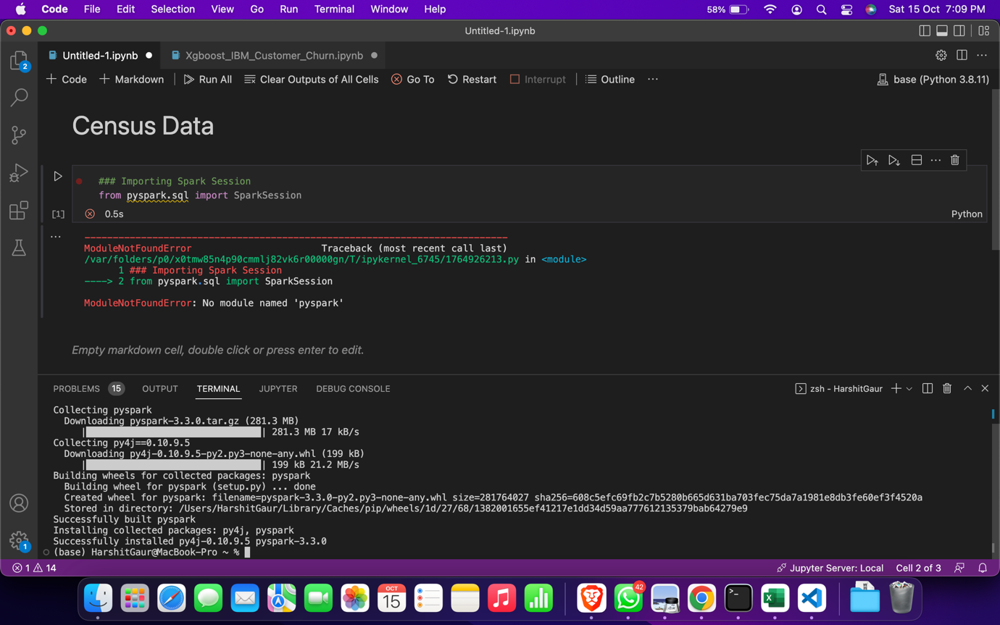 Code File Edit Selection View Go Run Terminal Window Help 58% Sat 15 Oct 7:09 PM
Untitled-1.ipynb
Untitled-1.ipynb Xgboost_IBM_Customer_Churn.ipynb
2
Code Markdown Run All Clear Outputs of All Cells Go To Restart Interrupt Outline ... base (Python 3.8.11)
Census Data
### Importing Spark Session
from pyspark.sql import SparkSession
[1] 0.5s Python
--------------------------------------------------------------------------
ModuleNotFoundError Traceback (most recent call last)
/var/folders/p0/x0tmw85n4p90cmmlj82vk6r00000gn/T/ipykernel_6745/1764926213.py in <module>
1 ### Importing Spark Session
----> 2 from pyspark.sql import SparkSession
ModuleNotFoundError: No module named 'pyspark'
Empty markdown cell, double click or press enter to edit.
PROBLEMS 15 OUTPUT TERMINAL JUPYTER DEBUG CONSOLE zsh - HarshitGaur
Collecting pyspark
Downloading pyspark-3.3.0.tar.gz (281.3 MB)
| | 281.3 MB 17 kB/s
Collecting py4j==0.10.9.5
Downloading py4j-0.10.9.5-py2.py3-none-any.whl (199 kB)
| | 199 kB 21.2 MB/s
Building wheels for collected packages: pyspark
Building wheel for pyspark (setup.py) ... done
Created wheel for pyspark: filename=pyspark-3.3.0-py2.py3-none-any.whl size=281764027 sha256=608c5efc69fb2c7b5280b665d631ba703fec75da7a1981e8db3fe60ef3f4520a
Stored in directory: /Users/HarshitGaur/Library/Caches/pip/wheels/1d/27/68/1382001655ef41217e1dd34d59aa777612135379bab64279e9
Successfully built pyspark
Installing collected packages: py4j, pyspark
Successfully installed py4j-0.10.9.5 pyspark-3.3.0
(base) HarshitGaur@MacBook-Pro ~ %
1
1 14 Jupyter Server: Local Cell 2 of 3
OCT
15
42